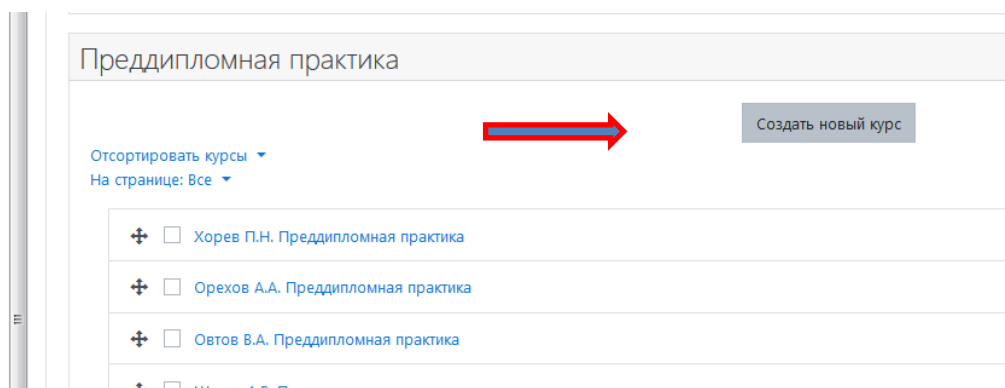 Преддипломная практика
Создать новый курс
Отсортировать курсы
На странице: Все
Хорев П.Н. Преддипломная практика
Орехов А.А. Преддипломная практика
Овтов В.А. Преддипломная практика